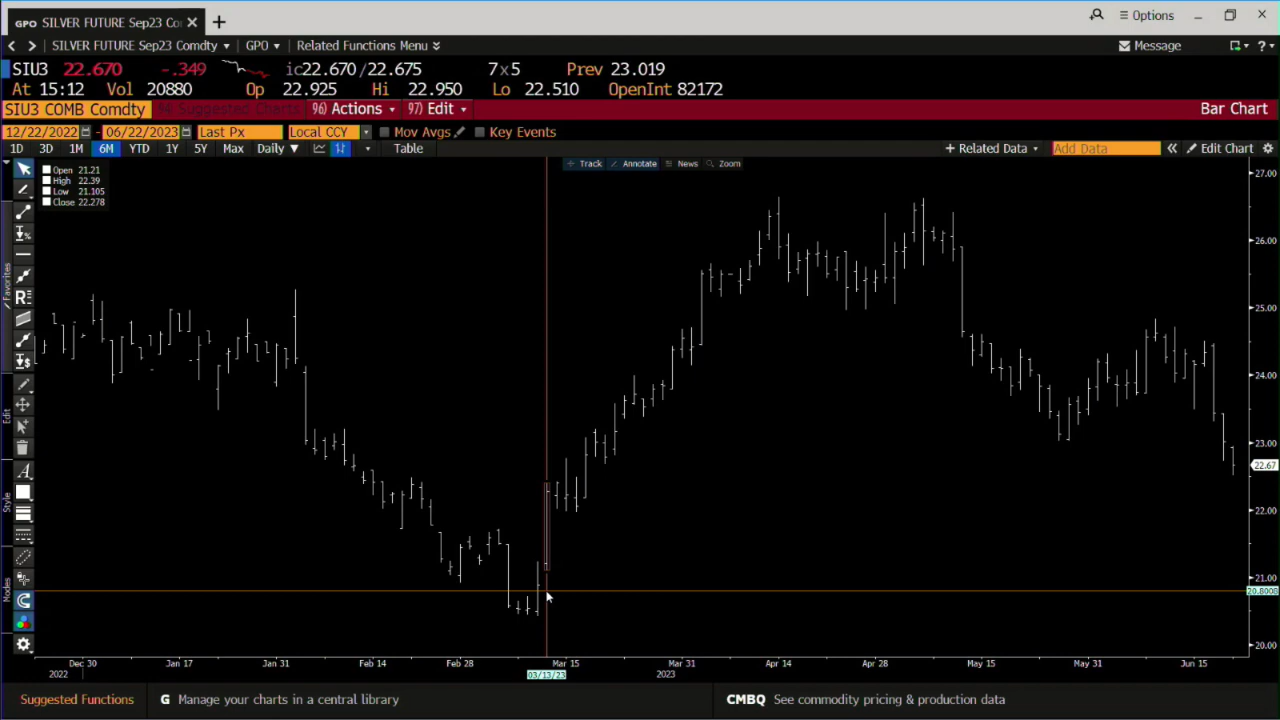 GPO SILVER FUTURE Sep23 Co × +
Options
< > SILVER FUTURE Sep23 Comdty GPO Related Functions Menu
Message ?
SIU3 22.670 -.349 ic22.670/22.675 7x5 Prev 23.019
At 15:12 Vol 20880 Op 22.925 Hi 22.950 Lo 22.510 OpenInt 82172
SIU3 COMB Comdty 94) Suggested Charts 96) Actions 97) Edit Bar Chart
12/22/2022 - 06/22/2023 Last Px Local CCY Mov Avgs Key Events
1D 3D 1M 6M YTD 1Y 5Y Max Daily ▼ Table + Related Data Add Data « Edit Chart
Track Annotate News Zoom
Open 21.21
High 22.39
Low 21.105
Close 22.278
Favorites
Edit
Style
Modes
27.00
26.00
25.00
24.00
23.00
22.67
22.00
21.00
20.8008
20.00
Dec 30 Jan 17 Jan 31 Feb 14 Feb 28 Mar 15 Mar 31 Apr 14 Apr 28 May 15 May 31 Jun 15
2022 03/13/23 2023
Suggested Functions G Manage your charts in a central library CMBQ See commodity pricing & production data